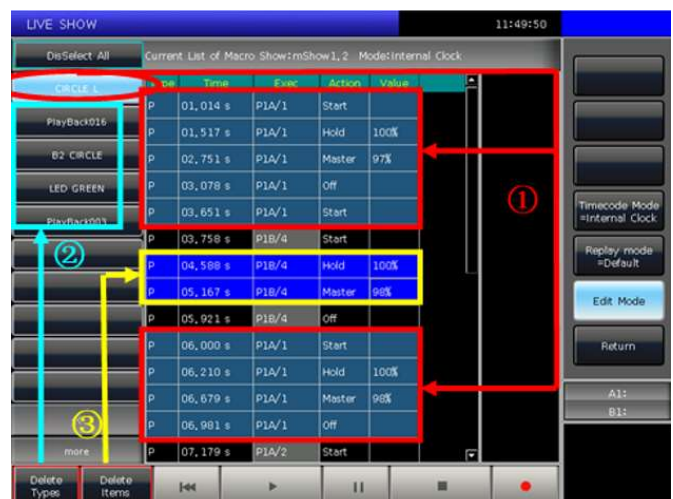 LIVE SHOW
11:49:50
DisSelect All
Current List of Macro Show:mShow1,2 Mode:Internal Clock
CIRCLE L
Time Exec Action Value
P 01,014 s P1A/1 Start
P 01,517 s P1A/1 Hold 100%
P 02,751 s P1A/1 Master 97%
P 03,078 s P1A/1 Off
P 03,651 s P1A/1 Start
P 03,758 s P1B/4 Start
P 04,588 s P1B/4 Hold 100%
P 05,167 s P1B/4 Master 98%
P 05,921 s P1B/4 Off
P 06,000 s P1A/1 Start
P 06,210 s P1A/1 Hold 100%
P 06,679 s P1A/1 Master 98%
P 06,981 s P1A/1 Off
P 07,179 s P1A/2 Start
PlayBack016
B2 CIRCLE
LED GREEN
PlayBack003
①
②
③
more
Delete Types
Delete Items
Timecode Mode
=Internal Clock
Replay mode
=Default
Edit Mode
Return
A1:
B1: